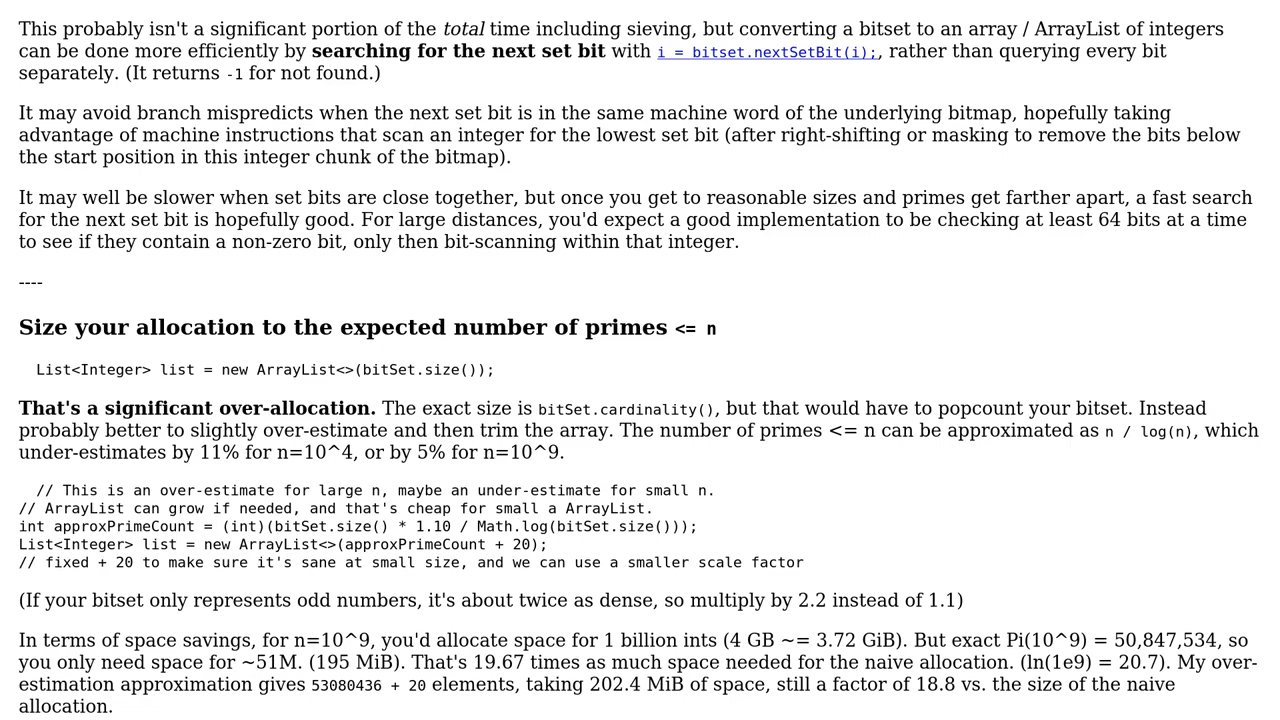 This probably isn't a significant portion of the total time including sieving, but converting a bitset to an array / ArrayList of integers
can be done more efficiently by searching for the next set bit with i = bitset.nextSetBit(i);, rather than querying every bit
separately. (It returns -1 for not found.)
It may avoid branch mispredicts when the next set bit is in the same machine word of the underlying bitmap, hopefully taking
advantage of machine instructions that scan an integer for the lowest set bit (after right-shifting or masking to remove the bits below
the start position in this integer chunk of the bitmap).
It may well be slower when set bits are close together, but once you get to reasonable sizes and primes get farther apart, a fast search
for the next set bit is hopefully good. For large distances, you'd expect a good implementation to be checking at least 64 bits at a time
to see if they contain a non-zero bit, only then bit-scanning within that integer.
----
Size your allocation to the expected number of primes <= n
List<Integer> list = new ArrayList<>(bitSet.size());
That's a significant over-allocation. The exact size is bitSet.cardinality(), but that would have to popcount your bitset. Instead
probably better to slightly over-estimate and then trim the array. The number of primes <= n can be approximated as n / log(n), which
under-estimates by 11% for n=10^4, or by 5% for n=10^9.
// This is an over-estimate for large n, maybe an under-estimate for small n.
// ArrayList can grow if needed, and that's cheap for small a ArrayList.
int approxPrimeCount = (int)(bitSet.size() * 1.10 / Math.log(bitSet.size()));
List<Integer> list = new ArrayList<>(approxPrimeCount + 20);
// fixed + 20 to make sure it's sane at small size, and we can use a smaller scale factor
(If your bitset only represents odd numbers, it's about twice as dense, so multiply by 2.2 instead of 1.1)
In terms of space savings, for n=10^9, you'd allocate space for 1 billion ints (4 GB ~= 3.72 GiB). But exact Pi(10^9) = 50,847,534, so
you only need space for ~51M. (195 MiB). That's 19.67 times as much space needed for the naive allocation. (ln(1e9) = 20.7). My over-
estimation approximation gives 53080436 + 20 elements, taking 202.4 MiB of space, still a factor of 18.8 vs. the size of the naive
allocation.